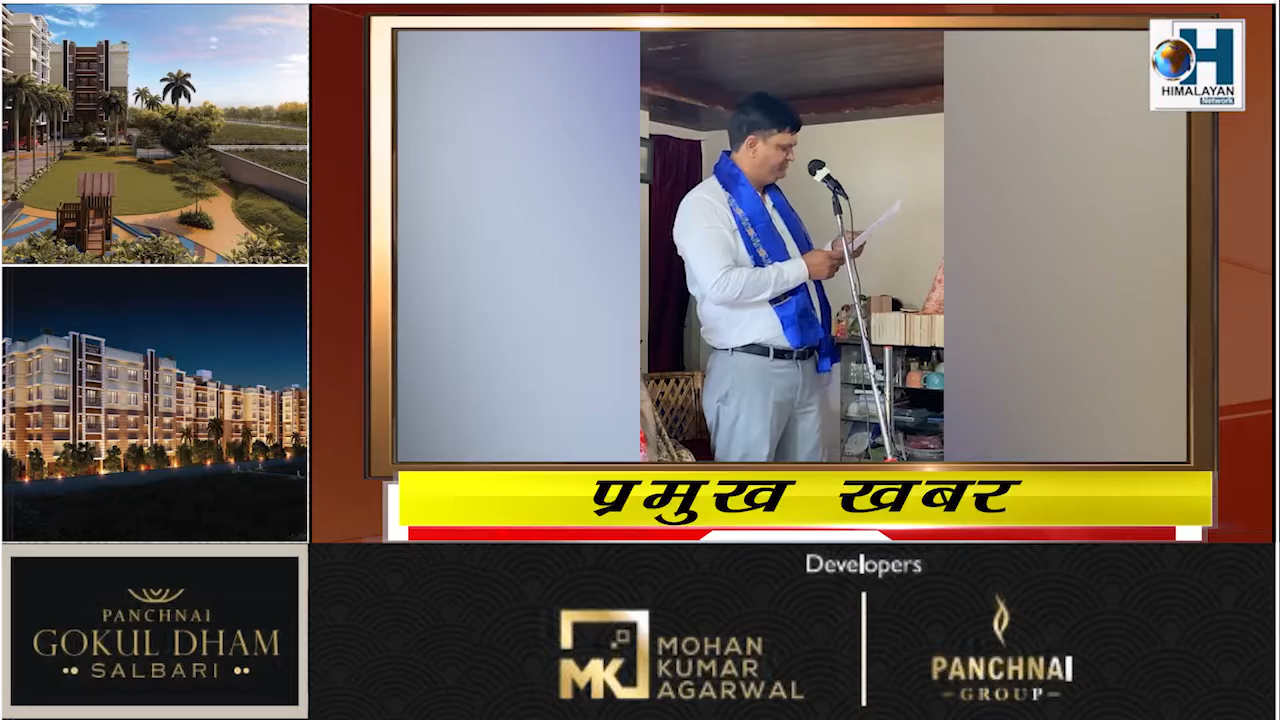 HIMALAYAN
Network
प्रमुख खबर
Developers
PANCHNAI
GOKUL DHAM
SALBARI
MK
MOHAN
KUMAR
AGARWAL
PANCHNAI
GROUP